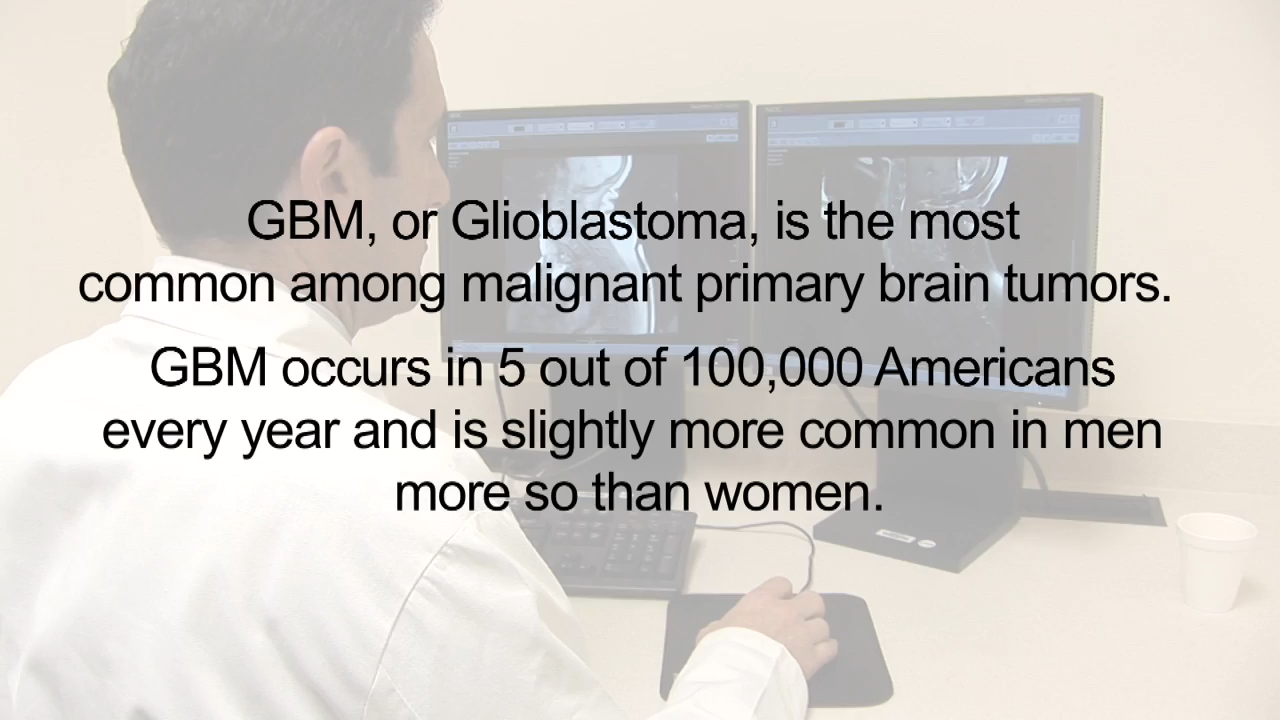 GBM, or Glioblastoma, is the most
common among malignant primary brain tumors.
GBM occurs in 5 out of 100,000 Americans
every year and is slightly more common in men
more so than women.